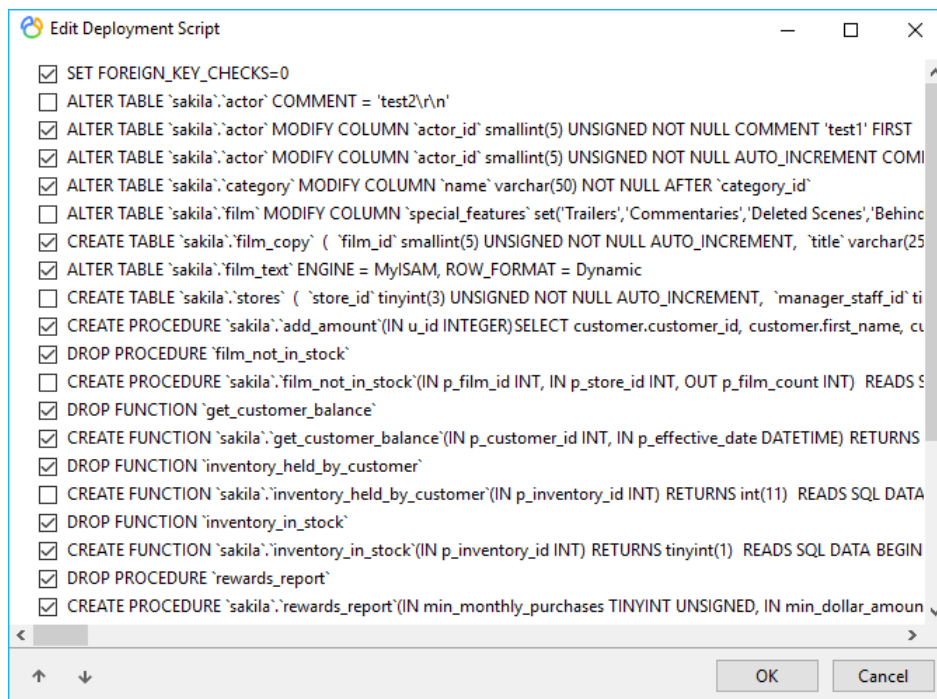 Edit Deployment Script
SET FOREIGN_KEY_CHECKS=0
ALTER TABLE `sakila`.`actor` COMMENT = 'test2\r\n'
ALTER TABLE `sakila`.`actor` MODIFY COLUMN `actor_id` smallint(5) UNSIGNED NOT NULL COMMENT 'test1' FIRST
ALTER TABLE `sakila`.`actor` MODIFY COLUMN `actor_id` smallint(5) UNSIGNED NOT NULL AUTO_INCREMENT COM
ALTER TABLE `sakila`.`category` MODIFY COLUMN `name` varchar(50) NOT NULL AFTER `category_id`
ALTER TABLE `sakila`.`film` MODIFY COLUMN `special_features` set('Trailers','Commentaries','Deleted Scenes','Behind
CREATE TABLE `sakila`.`film_copy` ( `film_id` smallint(5) UNSIGNED NOT NULL AUTO_INCREMENT, `title` varchar(25
ALTER TABLE `sakila`.`film_text` ENGINE = MyISAM, ROW_FORMAT = Dynamic
CREATE TABLE `sakila`.`stores` ( `store_id` tinyint(3) UNSIGNED NOT NULL AUTO_INCREMENT, `manager_staff_id` ti
CREATE PROCEDURE `sakila`.`add_amount`(IN u_id INTEGER)SELECT customer.customer_id, customer.first_name, cu
DROP PROCEDURE `film_not_in_stock`
CREATE PROCEDURE `sakila`.`film_not_in_stock`(IN p_film_id INT, IN p_store_id INT, OUT p_film_count INT) READS S
DROP FUNCTION `get_customer_balance`
CREATE FUNCTION `sakila`.`get_customer_balance`(IN p_customer_id INT, IN p_effective_date DATETIME) RETURNS
DROP FUNCTION `inventory_held_by_customer`
CREATE FUNCTION `sakila`.`inventory_held_by_customer`(IN p_inventory_id INT) RETURNS int(11) READS SQL DATA
DROP FUNCTION `inventory_in_stock`
CREATE FUNCTION `sakila`.`inventory_in_stock`(IN p_inventory_id INT) RETURNS tinyint(1) READS SQL DATA BEGIN
DROP PROCEDURE `rewards_report`
CREATE PROCEDURE `sakila`.`rewards_report`(IN min_monthly_purchases TINYINT UNSIGNED, IN min_dollar_amoun
OK Cancel